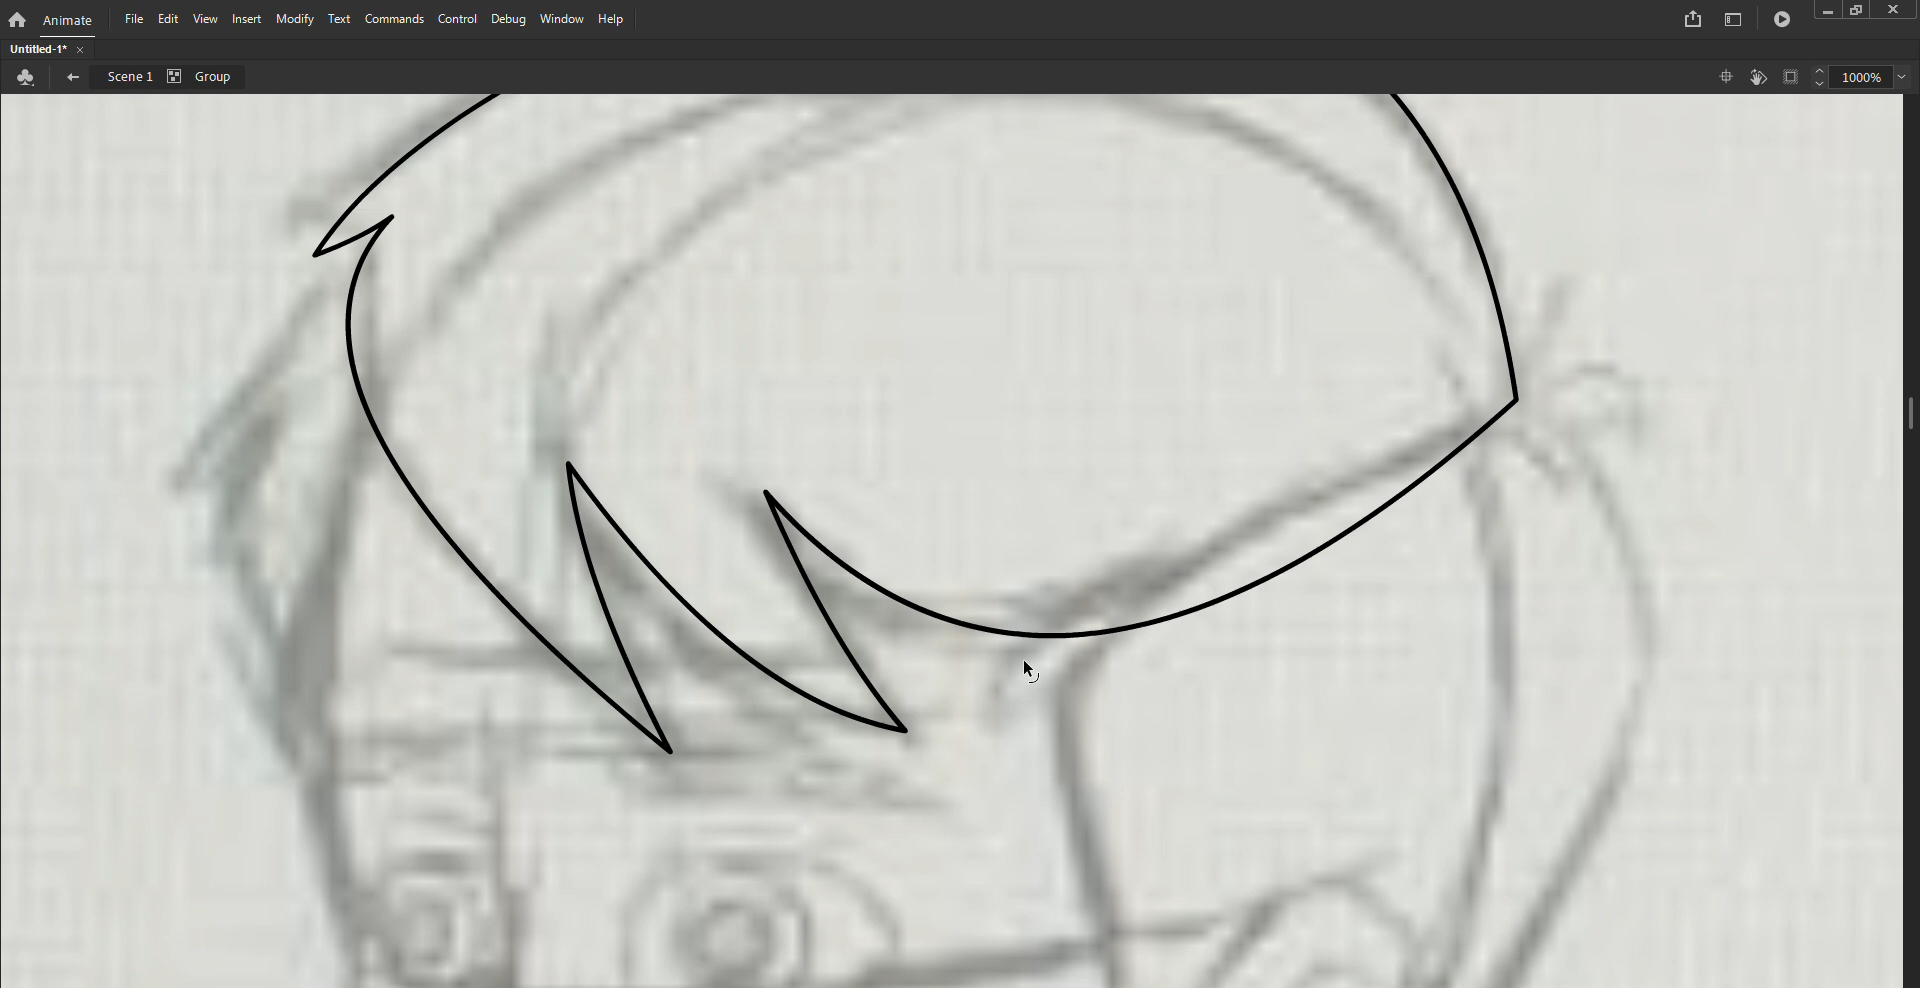 Animate File Edit View Insert Modify Text Commands Control Debug Window Help
Untitled-1* ×
Scene 1 Group 1000%